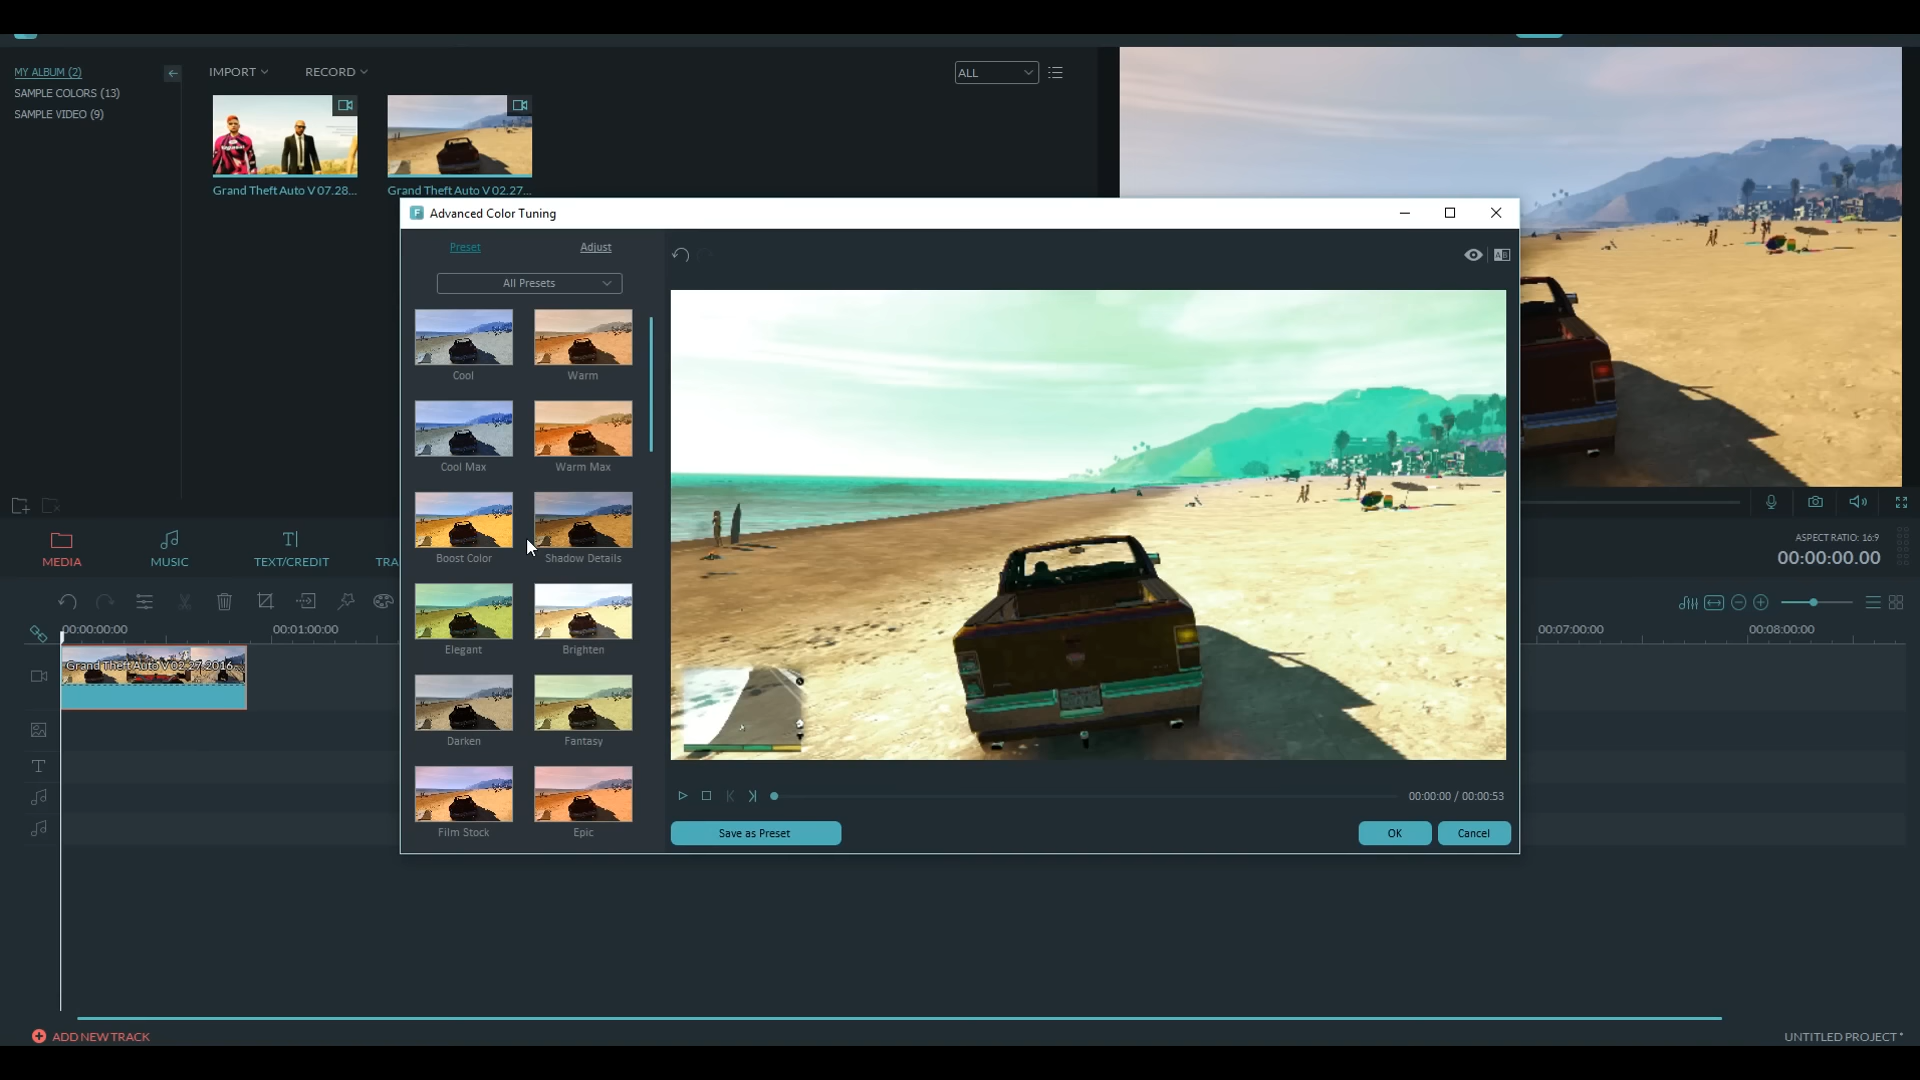 MY ALBUM (2)
SAMPLE COLORS (13)
SAMPLE VIDEO (9)
IMPORT
RECORD
ALL
Grand Theft Auto V 07.28...
Grand Theft Auto V 02.27...
Advanced Color Tuning
Preset
Adjust
All Presets
Cool
Warm
Cool Max
Warm Max
Boost Color
Shadow Details
Elegant
Brighten
Darken
Fantasy
Film Stock
Epic
00:00:00 / 00:00:53
Save as Preset
OK
Cancel
MEDIA
MUSIC
TEXT/CREDIT
TRA
ASPECT RATIO: 16:9
00:00:00.00
00:00:00:00
00:01:00:00
00:07:00:00
00:08:00:00
Grand Theft Auto V 02.27.2016...
ADD NEW TRACK
UNTITLED PROJECT *